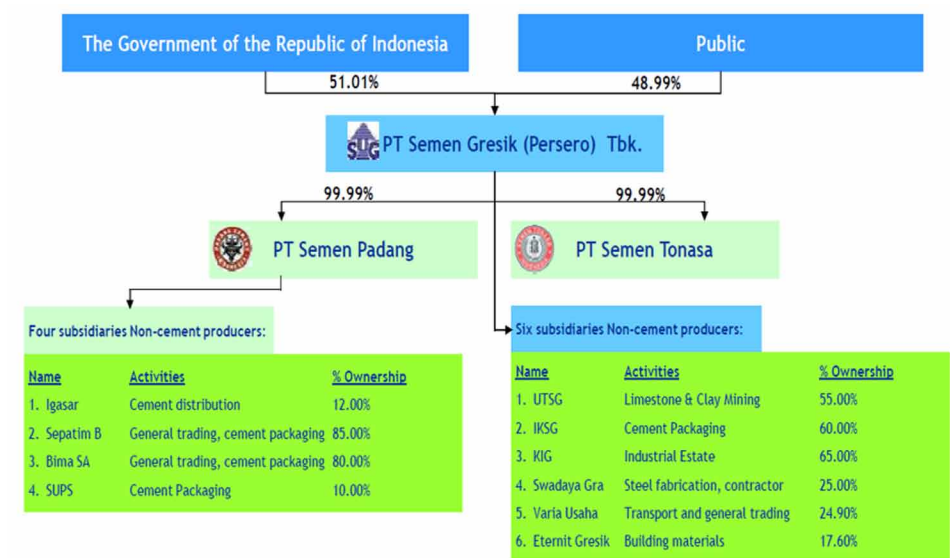 The Government of the Republic of Indonesia
Public
51.01%
48.99%
SUG
PT Semen Gresik (Persero) Tbk.
99.99%
99.99%
PT Semen Padang
PT Semen Tonasa
Four subsidiaries Non-cement producers:
Name Activities % Ownership
1. Igasar Cement distribution 12.00%
2. Sepatim B General trading, cement packaging 85.00%
3. Bima SA General trading, cement packaging 80.00%
4. SUPS Cement Packaging 10.00%
Six subsidiaries Non-cement producers:
Name Activities % Ownership
1. UTSG Limestone & Clay Mining 55.00%
2. IKSG Cement Packaging 60.00%
3. KIG Industrial Estate 65.00%
4. Swadaya Gra Steel fabrication, contractor 25.00%
5. Varia Usaha Transport and general trading 24.90%
6. Eternit Gresik Building materials 17.60%